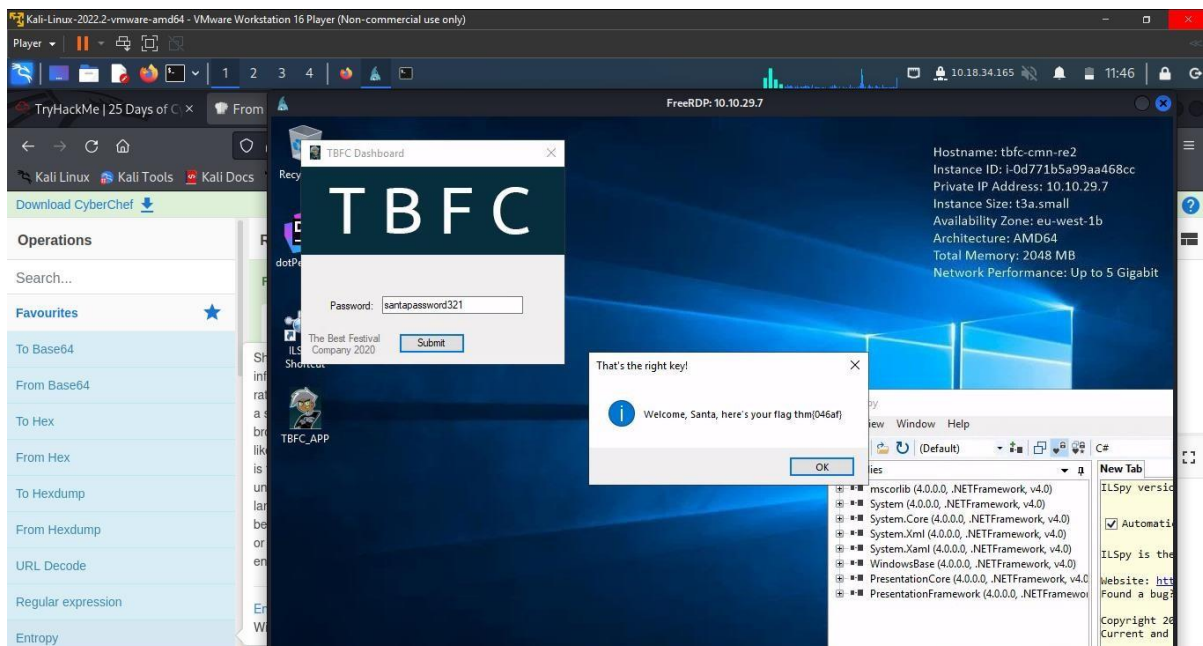 Kali-Linux-2022.2-vmware-amd64 - VMware Workstation 16 Player (Non-commercial use only)
Player
1 2 3 4
10.18.34.165
11:46
TryHackMe | 25 Days of C
From
FreeRDP: 10.10.29.7
Kali Linux
Kali Tools
Kali Docs
Download CyberChef
Operations
Search...
Favourites
To Base64
From Base64
To Hex
From Hex
To Hexdump
From Hexdump
URL Decode
Regular expression
Entropy
TBFC Dashboard
TBFC
Password: santapassword321
The Best Festival
Company 2020
Submit
TBFC_APP
Hostname: tbfc-cmn-re2
Instance ID: i-0d771b5a99aa468cc
Private IP Address: 10.10.29.7
Instance Size: t3a.small
Availability Zone: eu-west-1b
Architecture: AMD64
Total Memory: 2048 MB
Network Performance: Up to 5 Gigabit
That's the right key!
Welcome, Santa, here's your flag thm{046af}
OK
Window Help
(Default)
C#
New Tab
mscorlib (4.0.0.0, .NETFramework, v4.0)
System (4.0.0.0, .NETFramework, v4.0)
System.Core (4.0.0.0, .NETFramework, v4.0)
System.Xml (4.0.0.0, .NETFramework, v4.0)
System.Xaml (4.0.0.0, .NETFramework, v4.0)
WindowsBase (4.0.0.0, .NETFramework, v4.0)
PresentationCore (4.0.0.0, .NETFramework, v4.0
PresentationFramework (4.0.0.0, .NETFramewor
ILSpy versic
Automatic
ILSpy is the
Website: htt
Found a bug?
Copyright 20
Current and